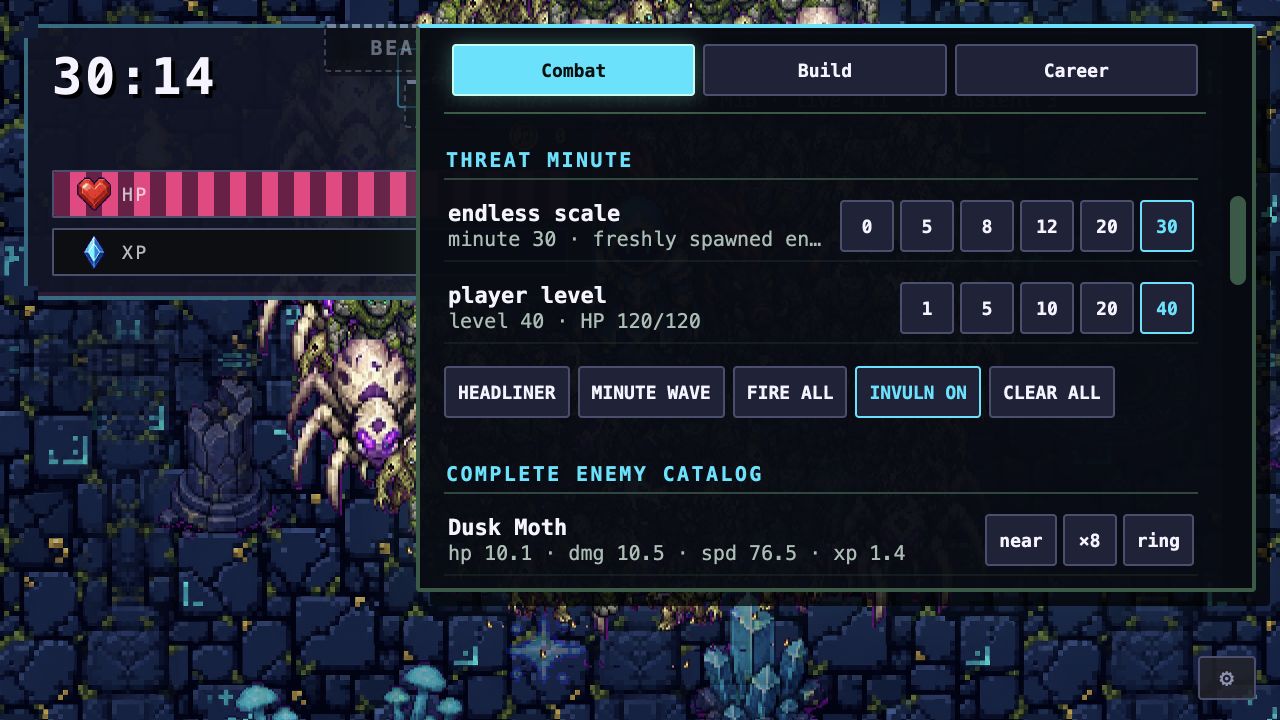 30:14
BEA
HP
XP
Combat
Build
Career
THREAT MINUTE
endless scale
minute 30 · freshly spawned en…
0
5
8
12
20
30
player level
level 40 · HP 120/120
1
5
10
20
40
HEADLINER
MINUTE WAVE
FIRE ALL
INVULN ON
CLEAR ALL
COMPLETE ENEMY CATALOG
Dusk Moth
hp 10.1 · dmg 10.5 · spd 76.5 · xp 1.4
near
×8
ring